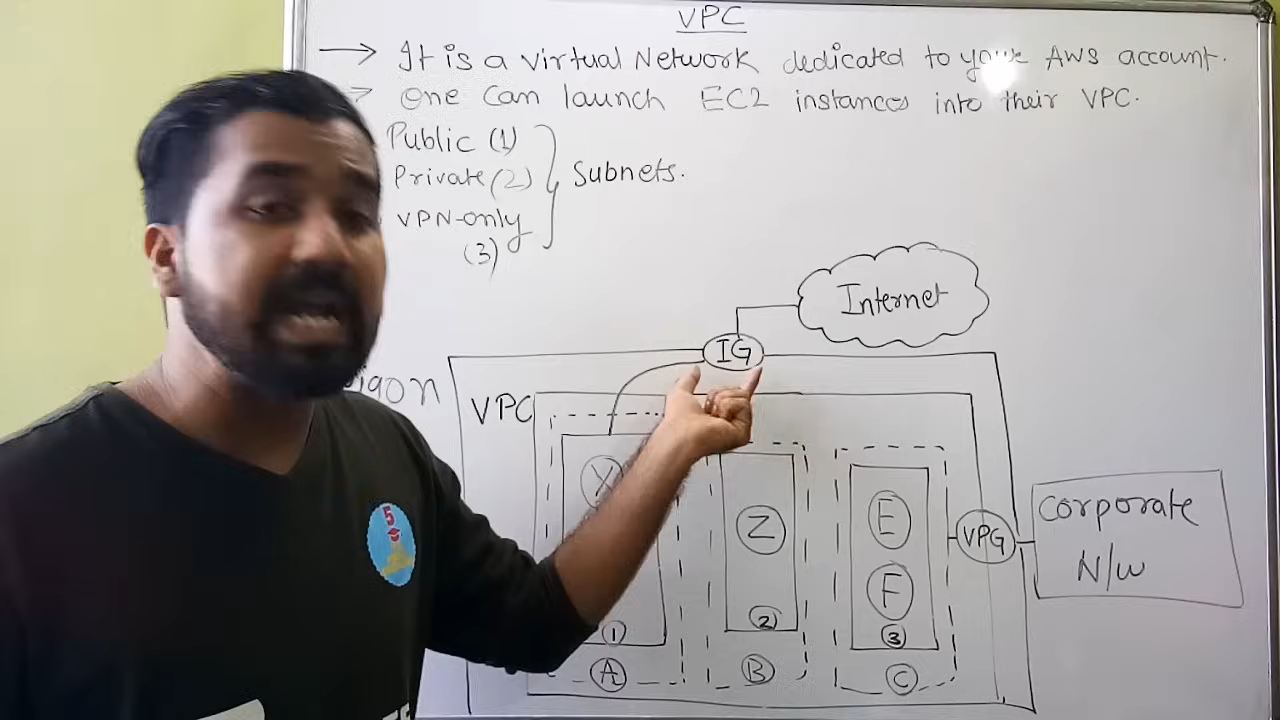 VPC
→ It is a virtual Network dedicated to your AWS account.
→ One can launch EC2 instances into their VPC.
Public (1)
Private (2)
VPN-only
(3)
Subnets.
Internet
IG
VPC
X
Z
E
F
VPG
Corporate
N/W
1
2
3
A
B
C
5